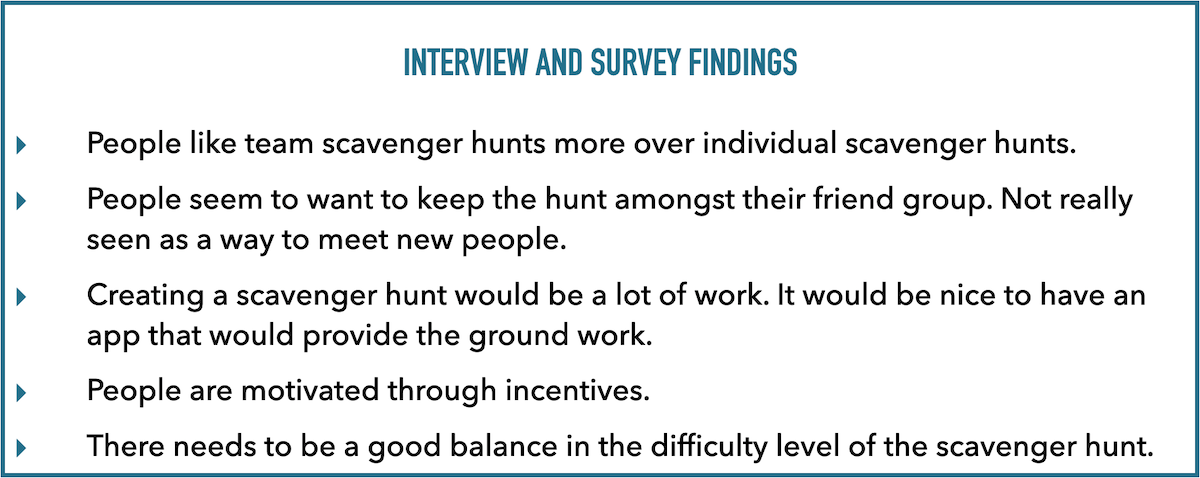 INTERVIEW AND SURVEY FINDINGS
People like team scavenger hunts more over individual scavenger hunts.
People seem to want to keep the hunt amongst their friend group. Not really
seen as a way to meet new people.
Creating a scavenger hunt would be a lot of work. It would be nice to have an
app that would provide the ground work.
People are motivated through incentives.
There needs to be a good balance in the difficulty level of the scavenger hunt.